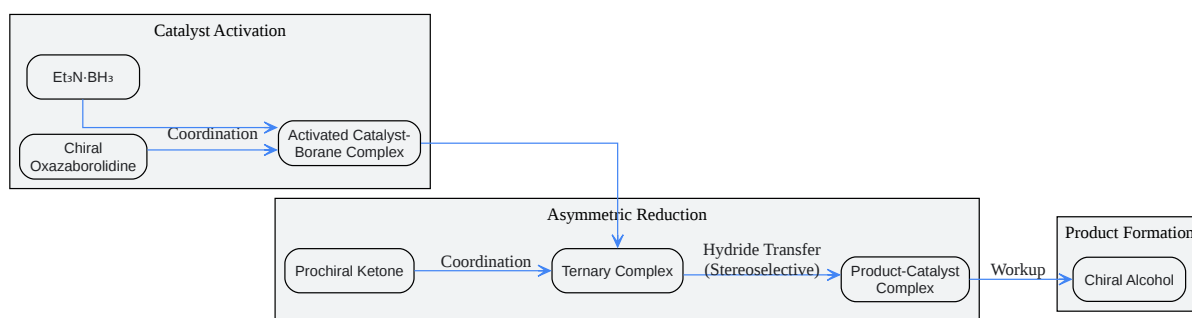 Catalyst Activation
Et₃N·BH₃
Coordination
Chiral
Oxazaborolidine
Activated Catalyst-
Borane Complex
Asymmetric Reduction
Prochiral Ketone
Coordination
Ternary Complex
Hydride Transfer
(Stereoselective)
Product-Catalyst
Complex
Workup
Product Formation
Chiral Alcohol